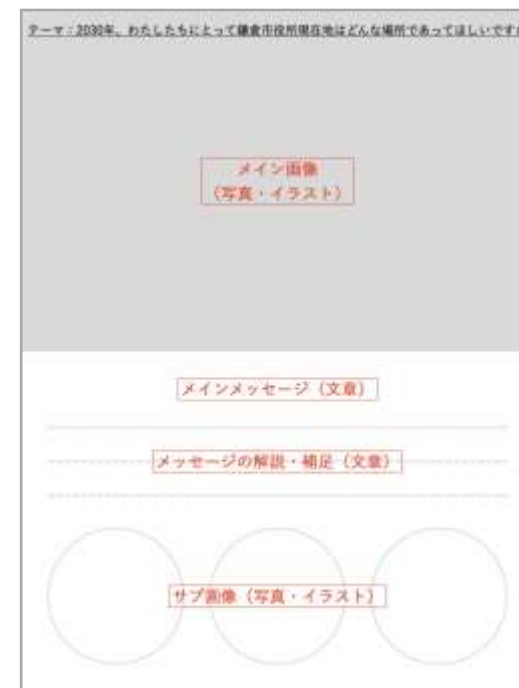 テーマ：2030年、わたしたちにとって鎌倉市役所現在地はどんな場所であってほしいですか
メイン画像
（写真・イラスト）
メインメッセージ（文章）
メッセージの解説・補足（文章）
サブ画像（写真・イラスト）